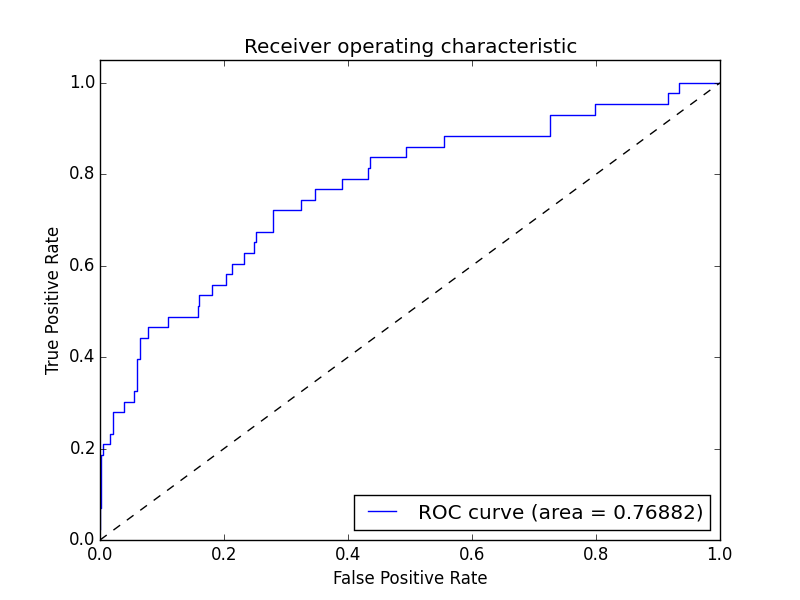 Receiver operating characteristic
True Positive Rate
1.0
0.8
0.6
0.4
0.2
0.0
ROC curve (area = 0.76882)
0.0 0.2 0.4 0.6 0.8 1.0
False Positive Rate